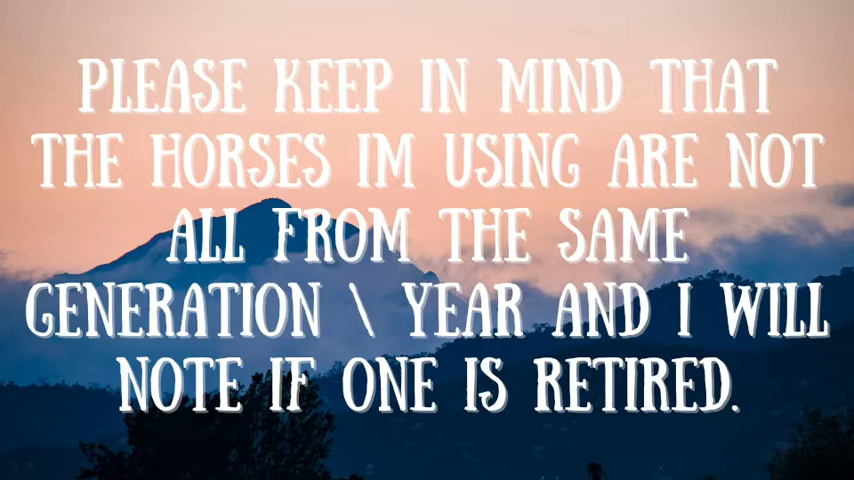 PLEASE KEEP IN MIND THAT
THE HORSES IM USING ARE NOT
ALL FROM THE SAME
GENERATION \ YEAR AND I WILL
NOTE IF ONE IS RETIRED.